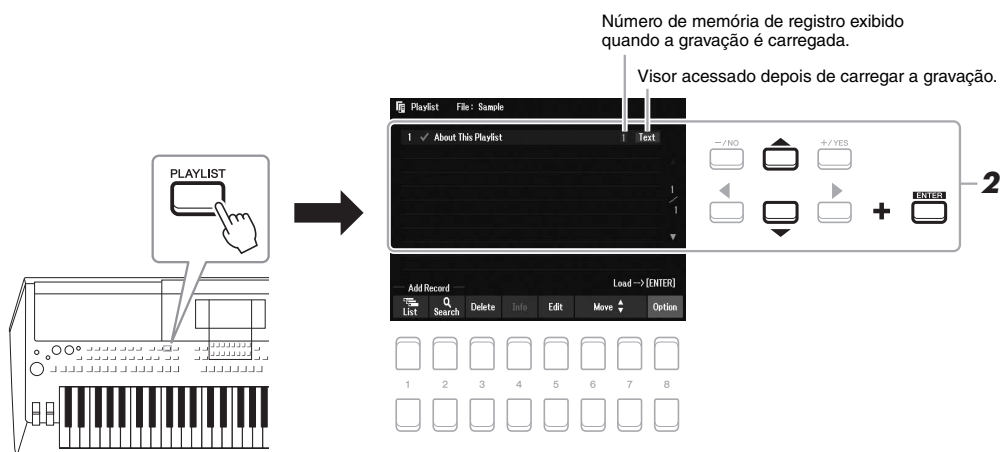 Número de memória de registro exibido
quando a gravação é carregada.
Visor acessado depois de carregar a gravação.
Playlist File: Sample
1 ✓ About This Playlist 1 Text
1
/
1
PLAYLIST
-/NO
+/YES
+
ENTER
2
Load-->[ENTER]
Add Record
List Search Delete Info Edit Move Option
1 2 3 4 5 6 7 8